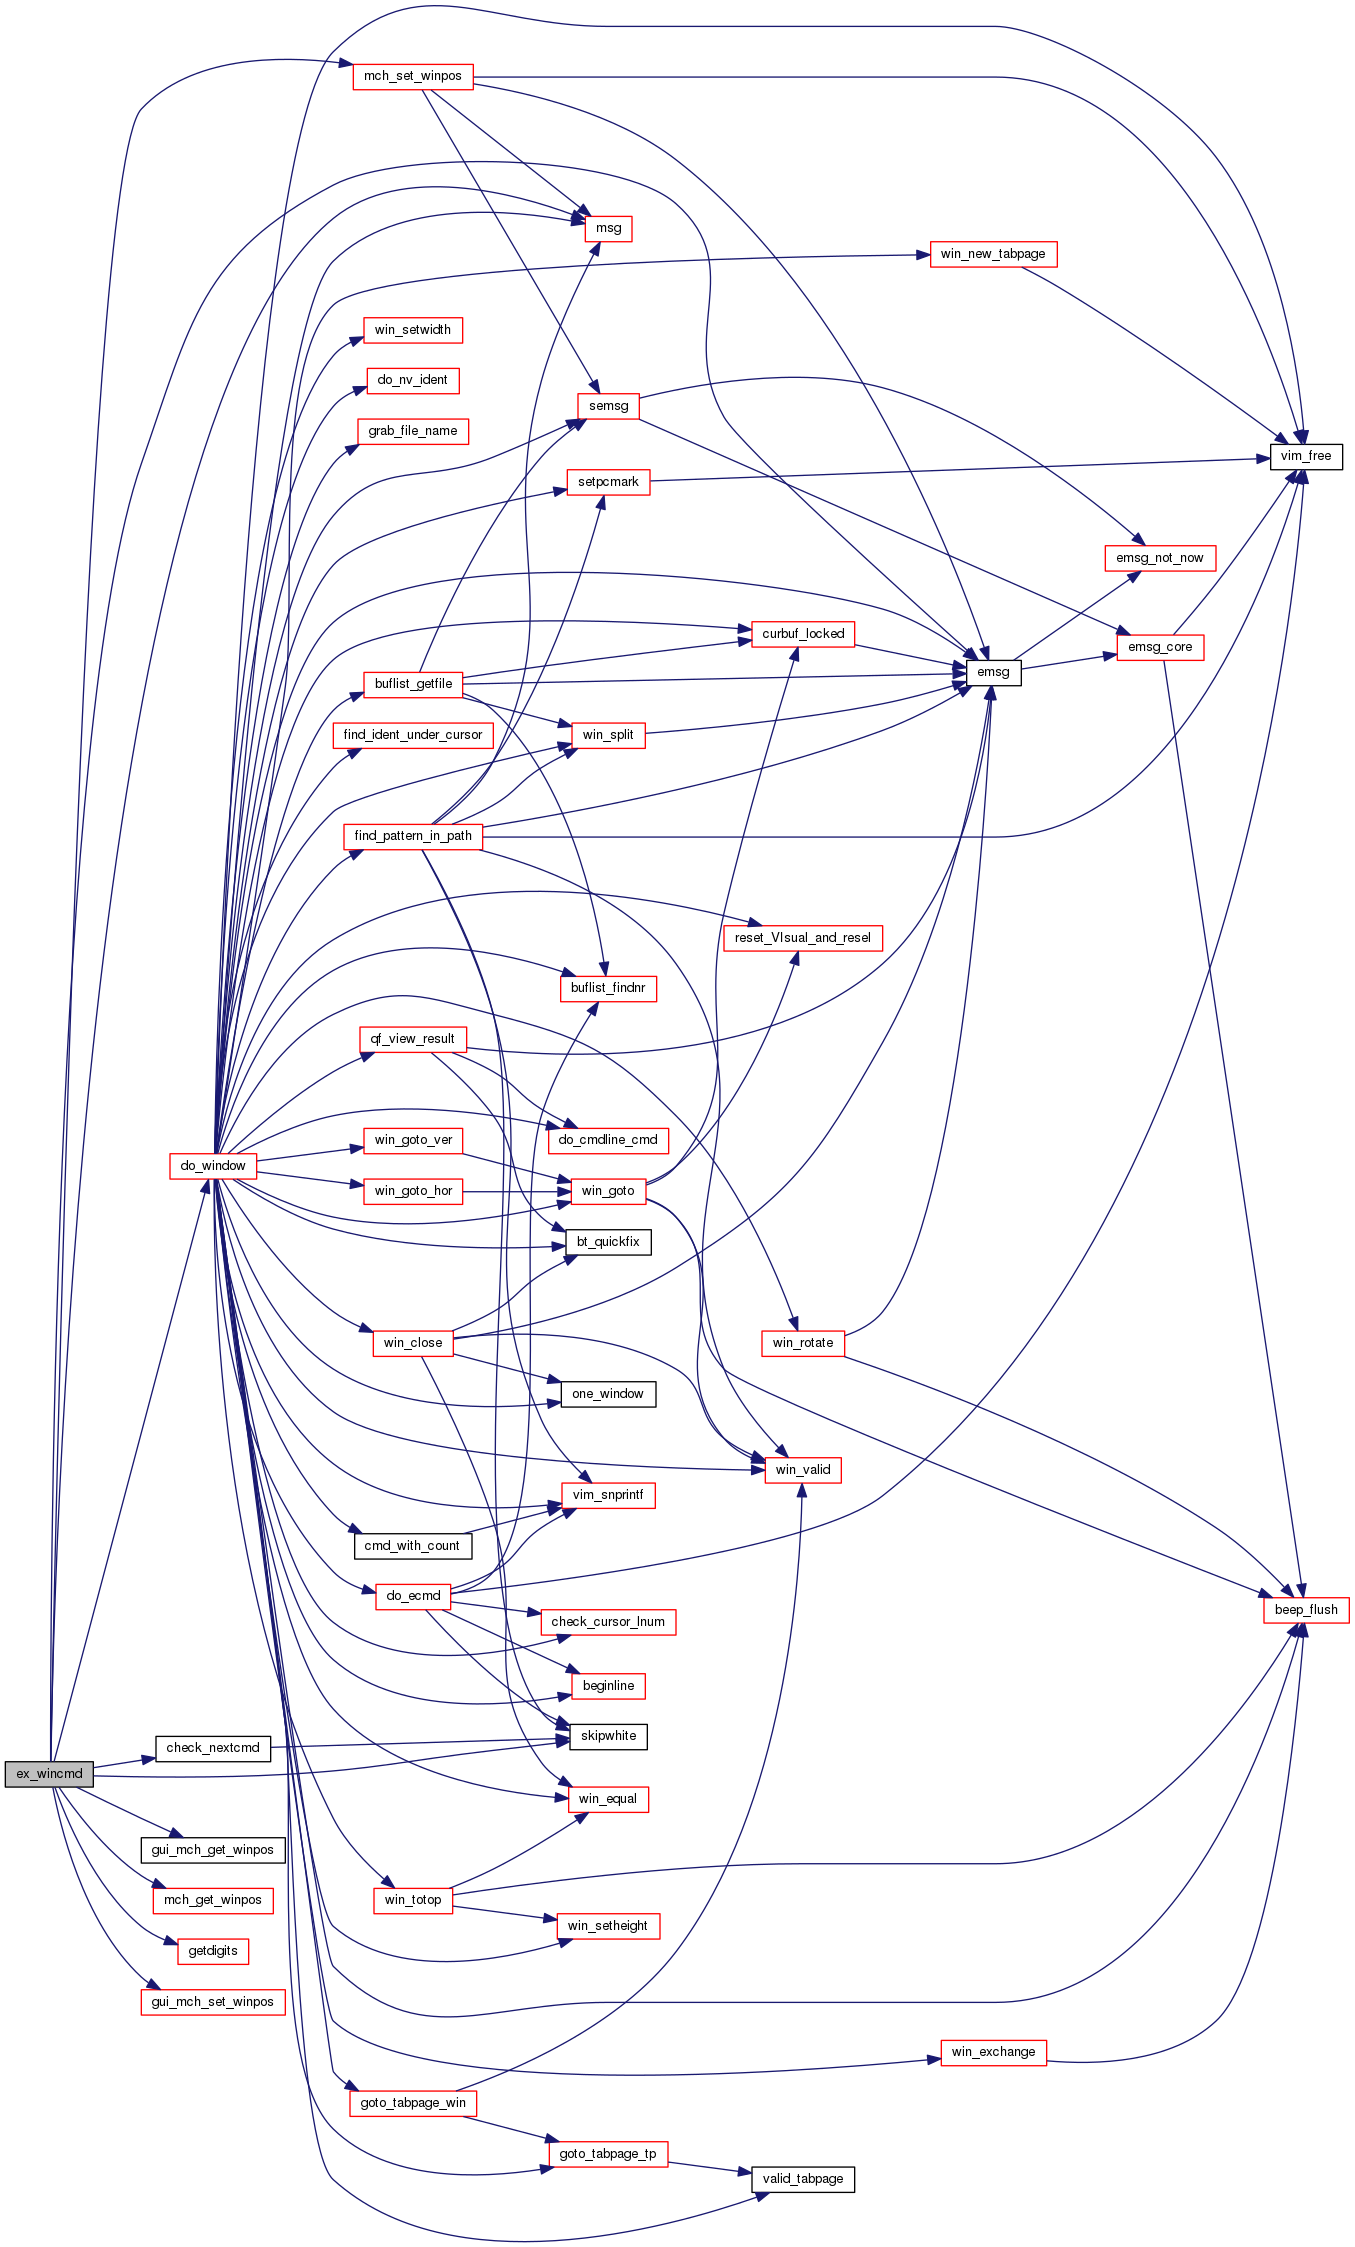 mch_set_winpos
msg
win_new_tabpage
win_setwidth
do_nv_ident
semsg
grab_file_name
vim_free
setpcmark
emsg_not_now
curbuf_locked
emsg_core
emsg
buflist_getfile
find_ident_under_cursor
win_split
find_pattern_in_path
reset_VIsual_and_resel
buflist_findnr
qf_view_result
win_goto_ver
do_cmdline_cmd
do_window
win_goto_hor
win_goto
bt_quickfix
win_close
win_rotate
one_window
win_valid
vim_snprintf
cmd_with_count
do_ecmd
check_cursor_lnum
beep_flush
beginline
skipwhite
check_nextcmd
ex_wincmd
win_equal
gui_mch_get_winpos
mch_get_winpos
win_totop
win_setheight
getdigits
gui_mch_set_winpos
win_exchange
goto_tabpage_win
goto_tabpage_tp
valid_tabpage